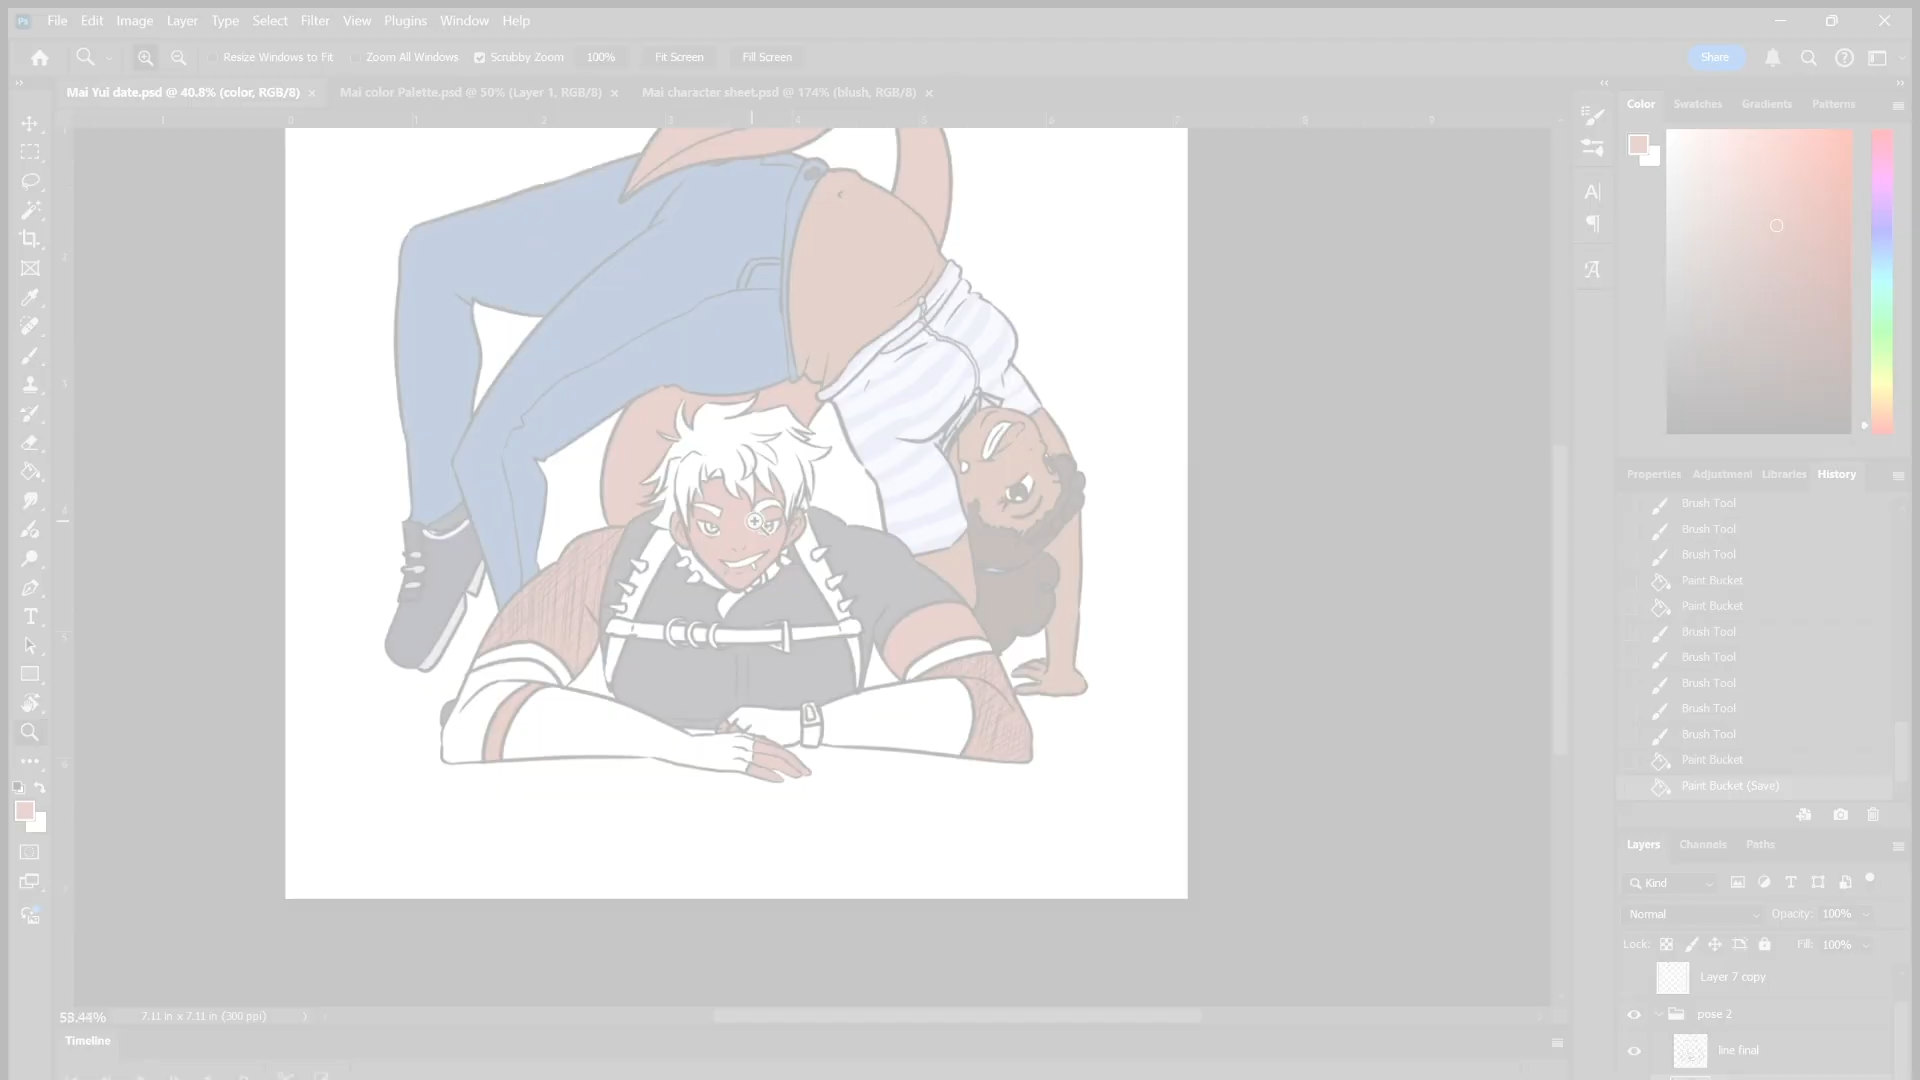 Ps File Edit Image Layer Type Select Filter View Plugins Window Help
Resize Windows to Fit Zoom All Windows Scrubby Zoom 100% Fit Screen Fill Screen Share
Mai Yui date.psd @ 40.8% (color, RGB/8) × Mai color Palette.psd @ 50% (Layer 1, RGB/8) × Mai character sheet.psd @ 174% (blush, RGB/8) ×
Color Swatches Gradients Patterns
Properties Adjustment Libraries History
Brush Tool
Brush Tool
Brush Tool
Paint Bucket
Paint Bucket
Brush Tool
Brush Tool
Brush Tool
Brush Tool
Brush Tool
Paint Bucket
Paint Bucket (Save)
Layers Channels Paths
Kind
Normal Opacity: 100%
Lock: Fill: 100%
Layer 7 copy
pose 2
line final
58.44% 7.11 in x 7.11 in (300 ppi)
Timeline